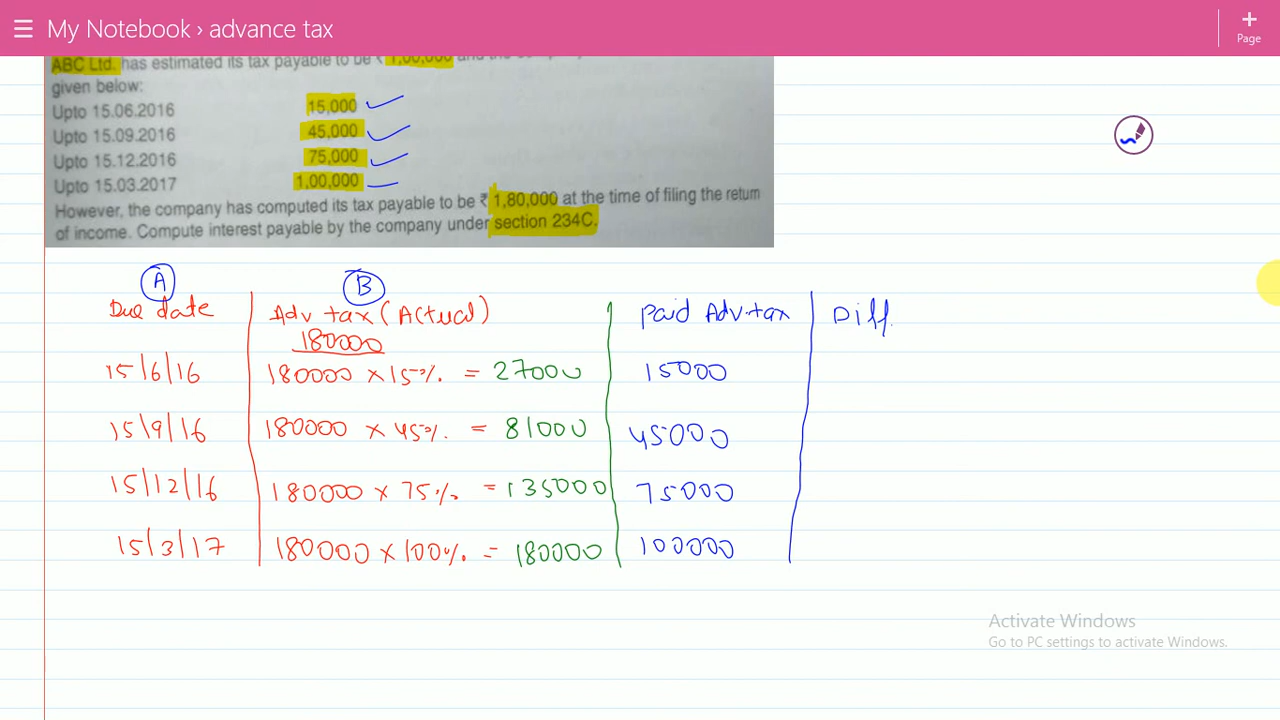 My Notebook › advance tax
Page
ABC Ltd. has estimated its tax payable to be ₹ 1,00,000 and the
given below:
Upto 15.06.2016 15,000
Upto 15.09.2016 45,000
Upto 15.12.2016 75,000
Upto 15.03.2017 1,00,000
However, the company has computed its tax payable to be ₹ 1,80,000 at the time of filing the return
of income. Compute interest payable by the company under section 234C.
A B
Due date Adv tax (Actual) Paid Adv.tax Diff.
180000
15/6/16 180000 x 15% = 27000 15000
15/9/16 180000 x 45% = 81000 45000
15/12/16 180000 x 75% = 135000 75000
15/3/17 180000 x 100% = 180000 100000
Activate Windows
Go to PC settings to activate Windows.